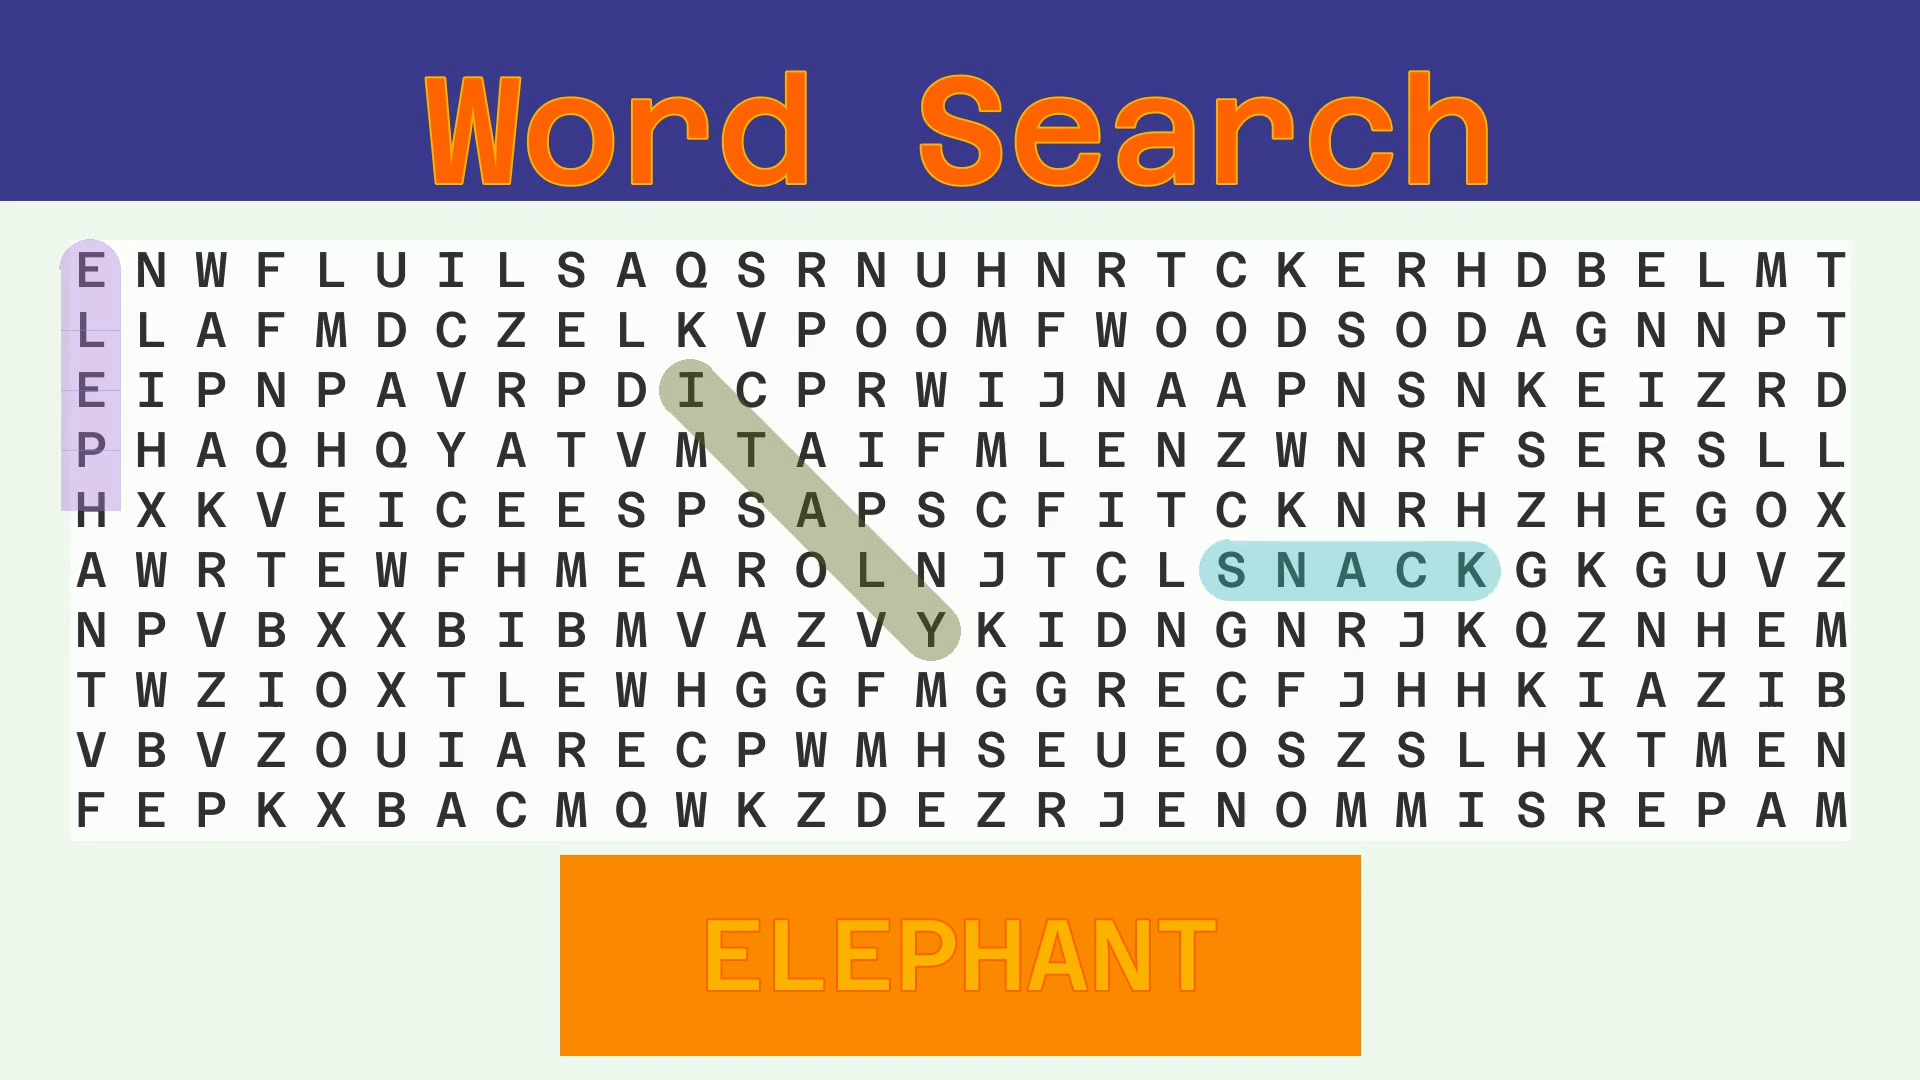 Word Search
E N W F L U I L S A Q S R N U H N R T C K E R H D B E L M T
L L A F M D C Z E L K V P O O M F W O O D S O D A G N N P T
E I P N P A V R P D I C P R W I J N A A P N S N K E I Z R D
P H A Q H Q Y A T V M T A I F M L E N Z W N R F S E R S L L
H X K V E I C E E S P S A P S C F I T C K N R H Z H E G O X
A W R T E W F H M E A R O L N J T C L S N A C K G K G U V Z
N P V B X X B I B M V A Z V Y K I D N G N R J K Q Z N H E M
T W Z I O X T L E W H G G F M G G R E C F J H H K I A Z I B
V B V Z O U I A R E C P W M H S E U E O S Z S L H X T M E N
F E P K X B A C M Q W K Z D E Z R J E N O M M I S R E P A M
ELEPHANT